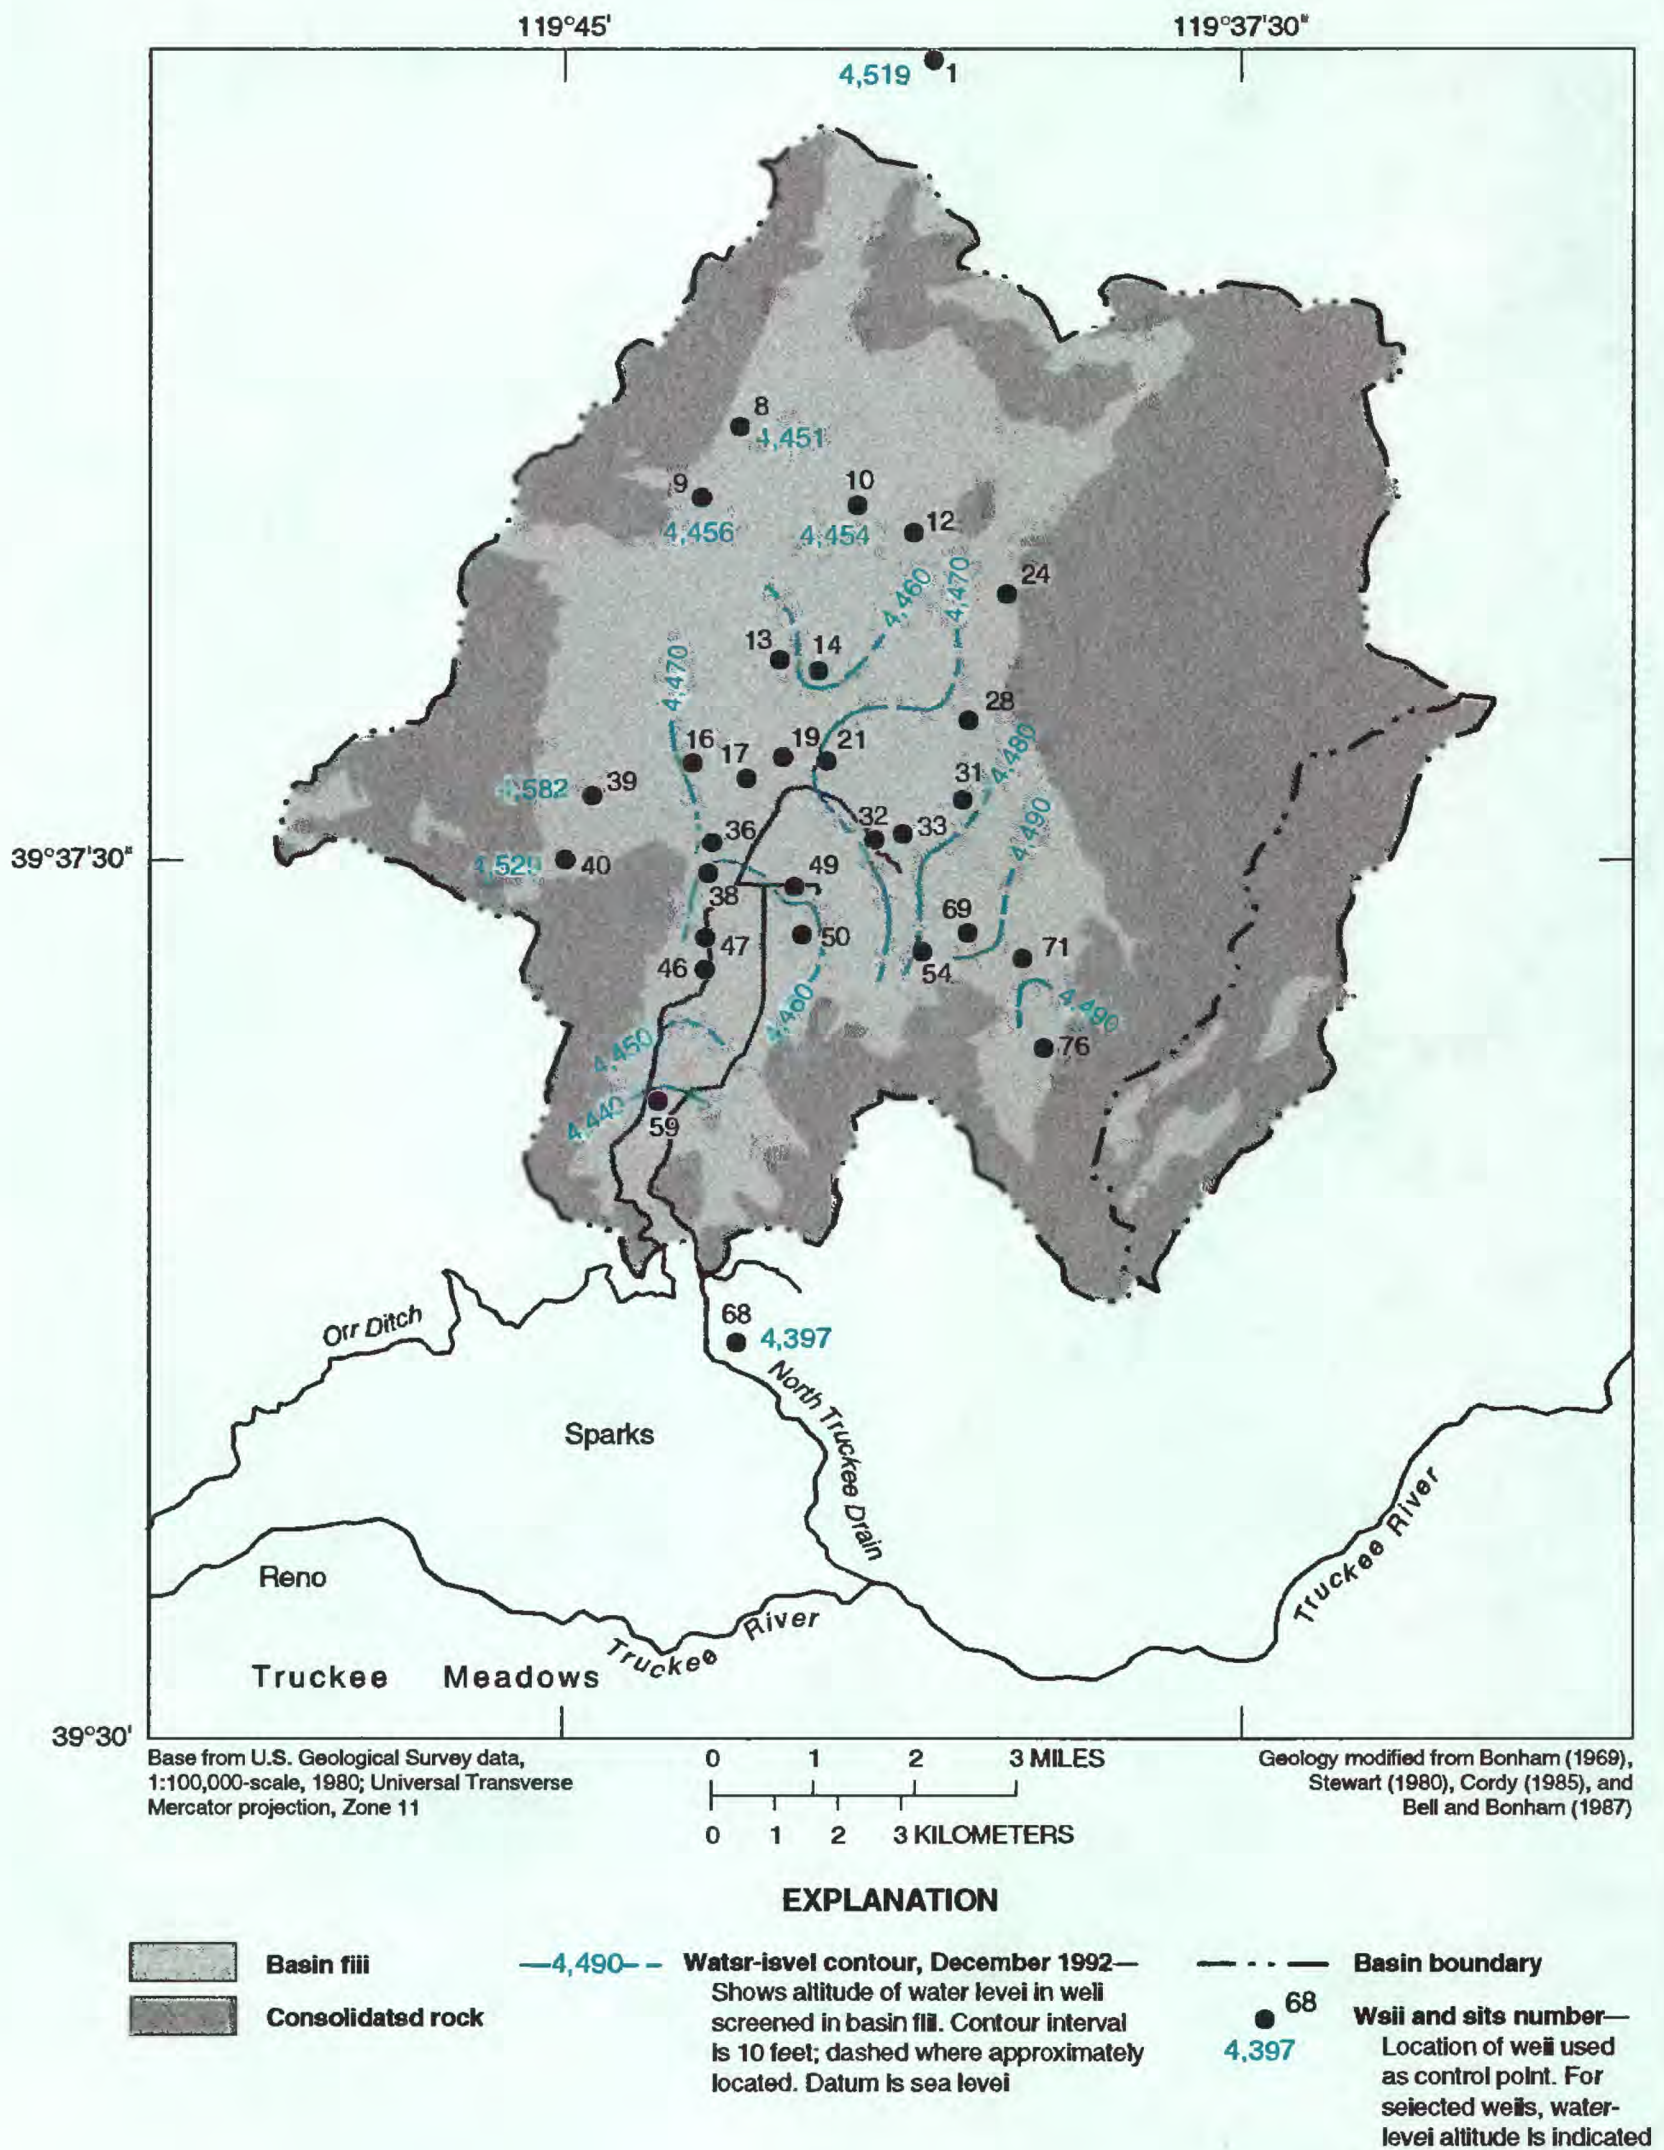 119°45'
119°37'30"
4,519
1
8
4,451
9
10
4,456
4,454
12
4,460
4,470
24
13
14
4,470
28
16
17
19
21
4,480
4,582
39
31
4,490
36
32
33
39°37'30"
4,529
40
49
38
69
47
50
71
46
54
4,490
4,450
4,460
76
4,440
59
68
4,397
Orr Ditch
North Truckee Drain
Sparks
Truckee River
Reno
Truckee River
Truckee Meadows
39°30'
Base from U.S. Geological Survey data,
1:100,000-scale, 1980; Universal Transverse
Mercator projection, Zone 11
0 1 2 3 MILES
0 1 2 3 KILOMETERS
Geology modified from Bonham (1969),
Stewart (1980), Cordy (1985), and
Bell and Bonham (1987)
EXPLANATION
Basin fiii
Consolidatsd rock
4,490
Watsr-isvel contour, December 1992—
Shows altitude of water levei in weli
screened in basin fill. Contour interval
is 10 feet; dashed where approximately
located. Datum is sea levei
Basin boundary
68
4,397
Wsii and sits number—
Location of weii used
as control point. For
seiected weiis, water-
levei altitude is indicated